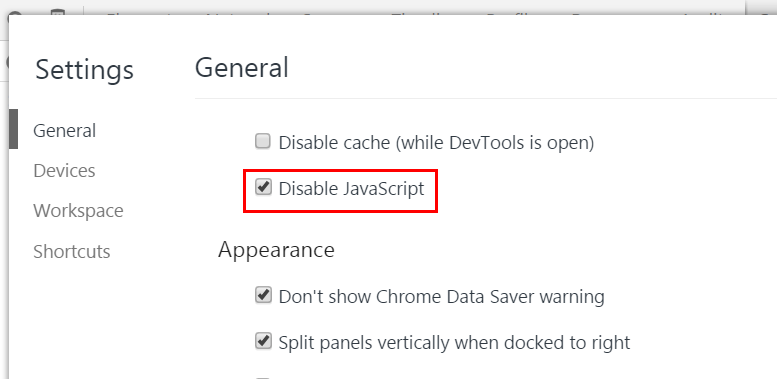 Settings
General
Devices
Workspace
Shortcuts
General
Disable cache (while DevTools is open)
Disable JavaScript
Appearance
Don't show Chrome Data Saver warning
Split panels vertically when docked to right